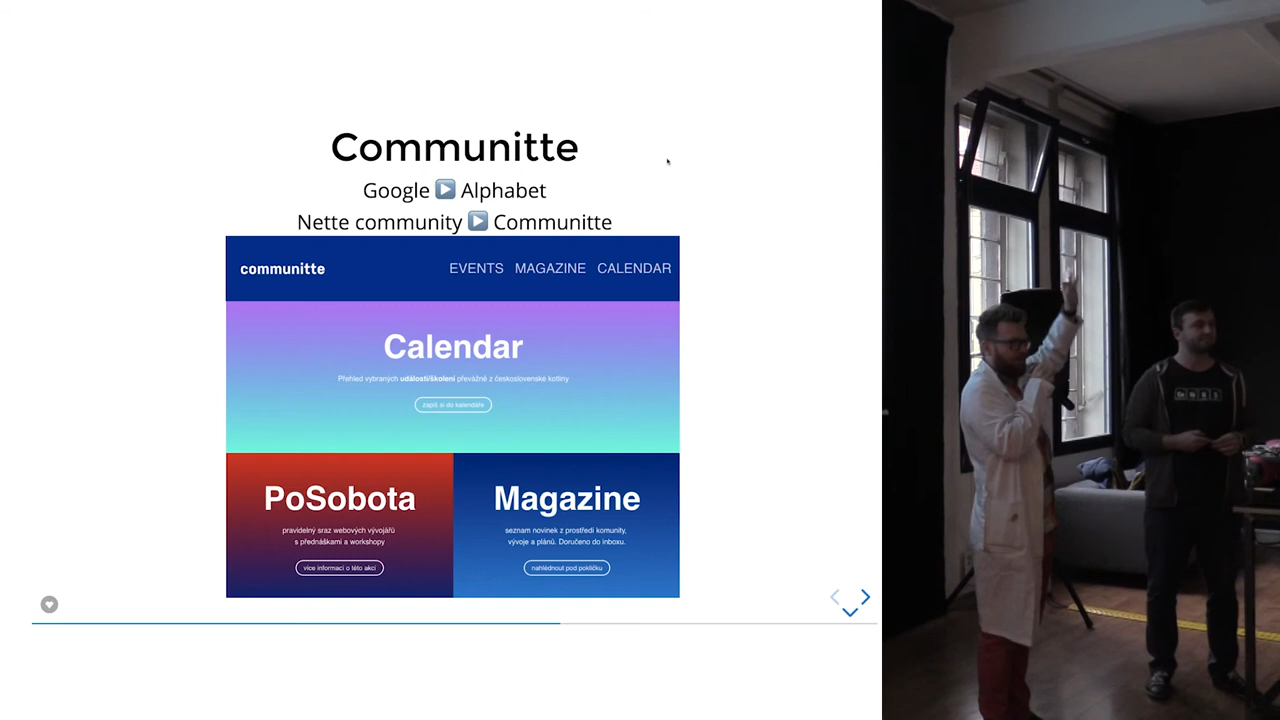 Communitte
Google ▶ Alphabet
Nette community ▶ Communitte
communitte
EVENTS MAGAZINE CALENDAR
Calendar
Přehled vybraných události/školení převážně z československé kotliny
zapiš si do kalendáře
PoSobota
pravidelný sraz webových vývojářů
s přednáškami a workshopy
více informací o této akci
Magazine
seznam novinek z prostředí komunity,
vývoje a plánů. Doručeno do inboxu.
nahlédnout pod pokličku